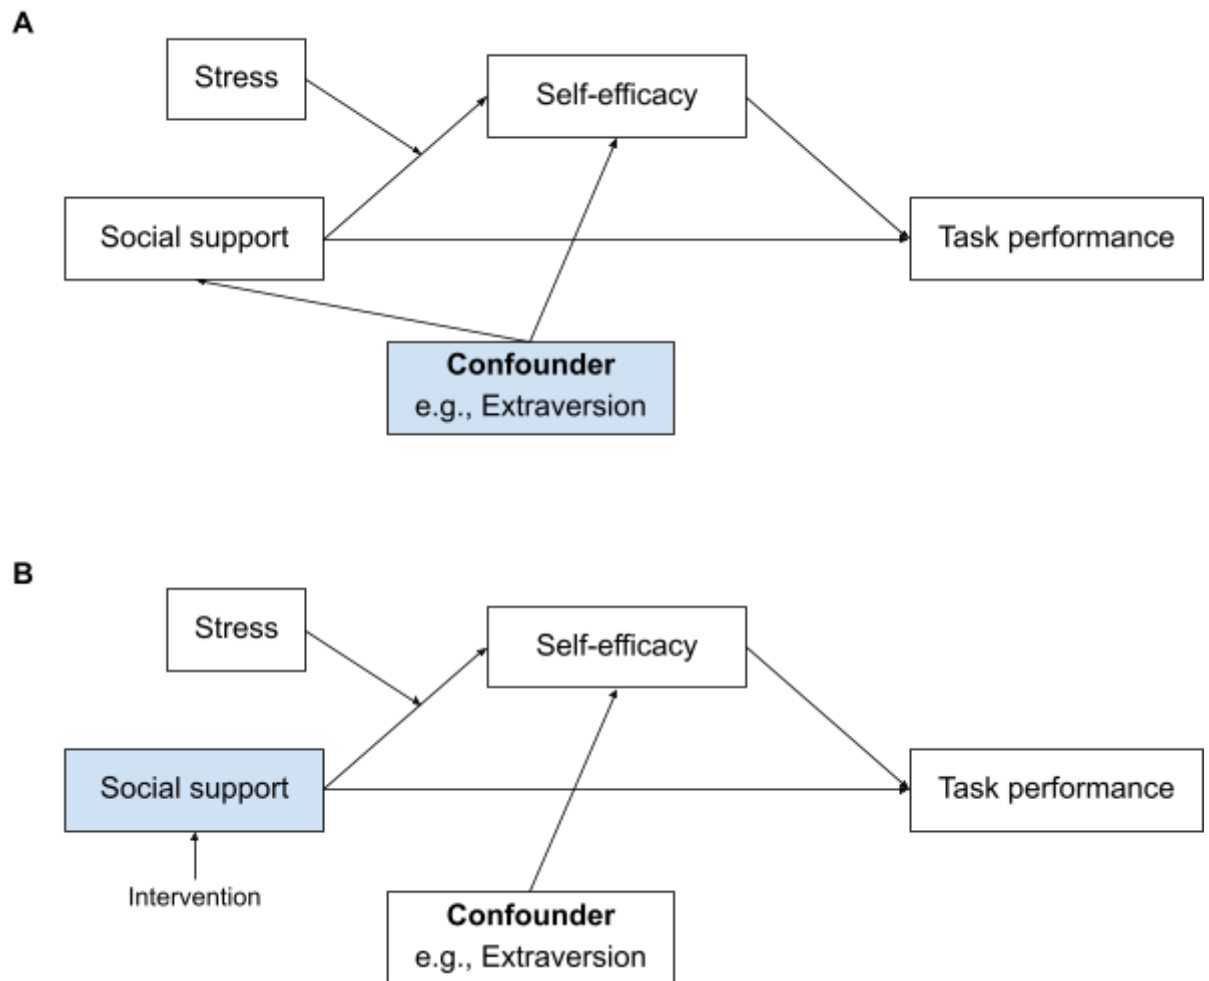 A
Stress
Self-efficacy
Social support
Task performance
Confounder
e.g., Extraversion
B
Stress
Self-efficacy
Social support
Task performance
Intervention
Confounder
e.g., Extraversion